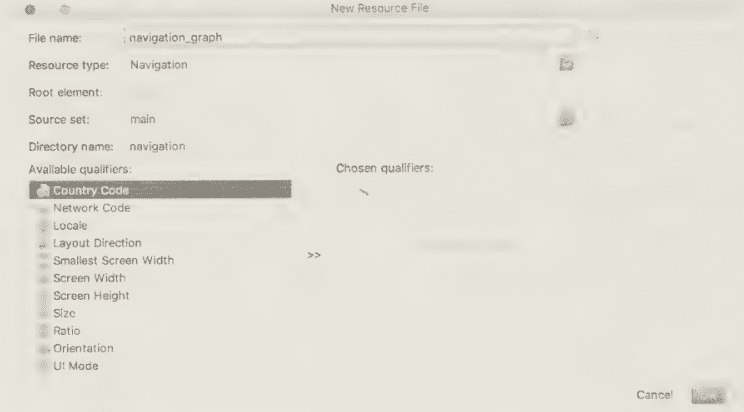 New Resource File
File name: navigation_graph
Resource type: Navigation
Root element:
Source set: main
Directory name: navigation
Available qualifiers:
Chosen qualifiers:
Country Code
Network Code
Locale
Layout Direction
Smallest Screen Width
>>
Screen Width
Screen Height
Size
Ratio
Orientation
UI Mode
Cancel